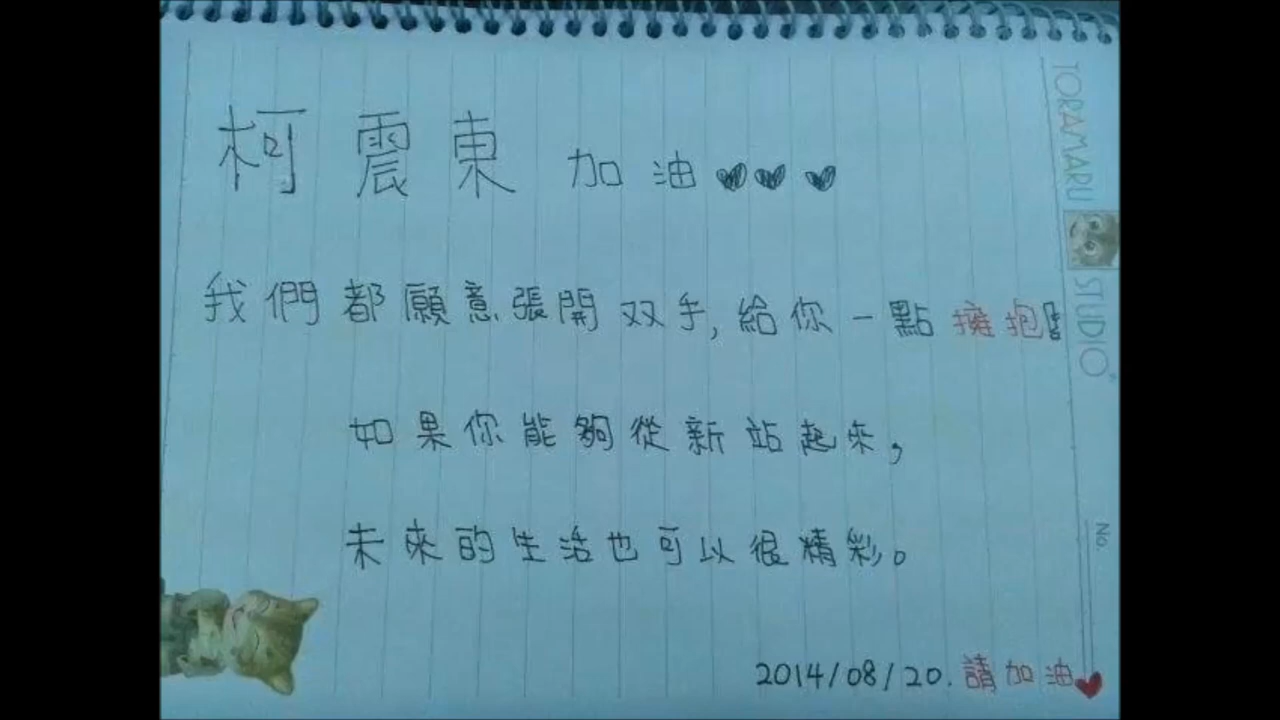 柯震東 加油♥♥♥
我們都願意張開双手,給你一點擁抱!!
如果你能夠從新站起來,
未來的生活也可以很精彩。
2014/08/20.請加油♥
TORAMARU STUDIO
No.